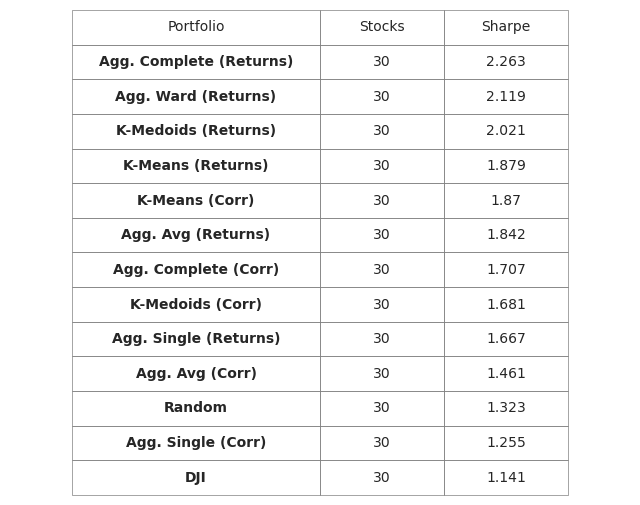 Portfolio Stocks Sharpe
Agg. Complete (Returns) 30 2.263
Agg. Ward (Returns) 30 2.119
K-Medoids (Returns) 30 2.021
K-Means (Returns) 30 1.879
K-Means (Corr) 30 1.87
Agg. Avg (Returns) 30 1.842
Agg. Complete (Corr) 30 1.707
K-Medoids (Corr) 30 1.681
Agg. Single (Returns) 30 1.667
Agg. Avg (Corr) 30 1.461
Random 30 1.323
Agg. Single (Corr) 30 1.255
DJI 30 1.141